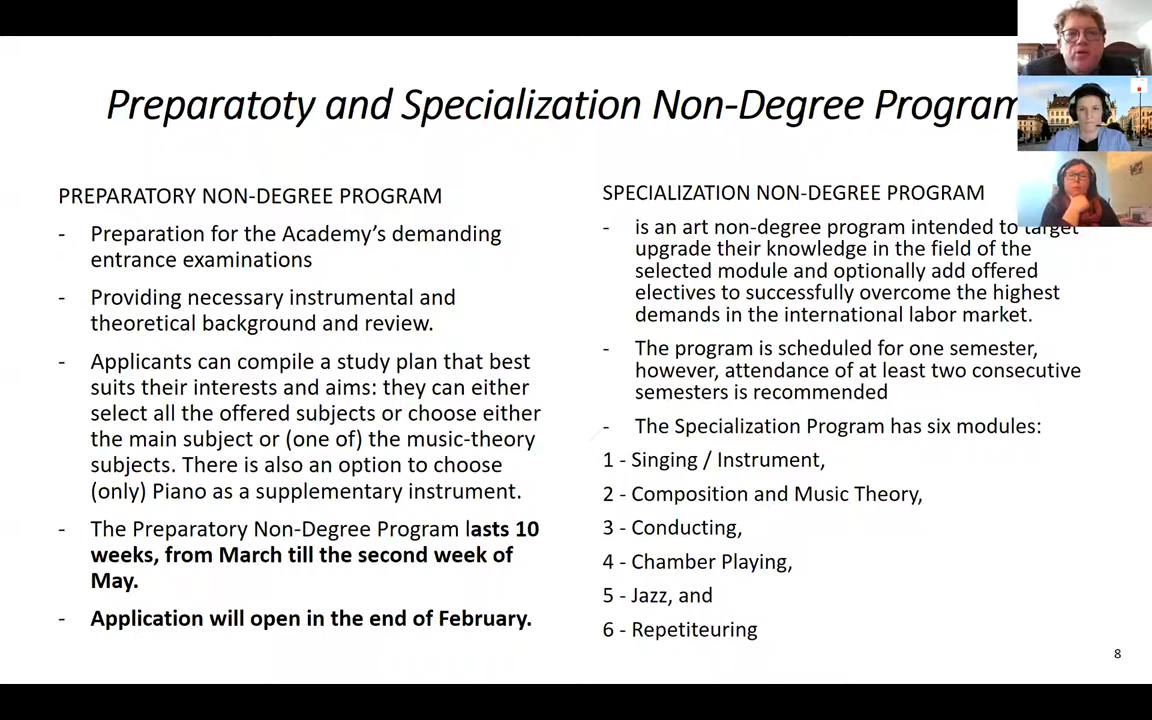 Preparatoty and Specialization Non-Degree Program
PREPARATORY NON-DEGREE PROGRAM
- Preparation for the Academy's demanding
entrance examinations
- Providing necessary instrumental and
theoretical background and review.
- Applicants can compile a study plan that best
suits their interests and aims: they can either
select all the offered subjects or choose either
the main subject or (one of) the music-theory
subjects. There is also an option to choose
(only) Piano as a supplementary instrument.
- The Preparatory Non-Degree Program lasts 10
weeks, from March till the second week of
May.
- Application will open in the end of February.
SPECIALIZATION NON-DEGREE PROGRAM
- is an art non-degree program intended to target
upgrade their knowledge in the field of the
selected module and optionally add offered
electives to successfully overcome the highest
demands in the international labor market.
- The program is scheduled for one semester,
however, attendance of at least two consecutive
semesters is recommended
- The Specialization Program has six modules:
1 - Singing / Instrument,
2 - Composition and Music Theory,
3 - Conducting,
4 - Chamber Playing,
5 - Jazz, and
6 - Repetiteuring
8